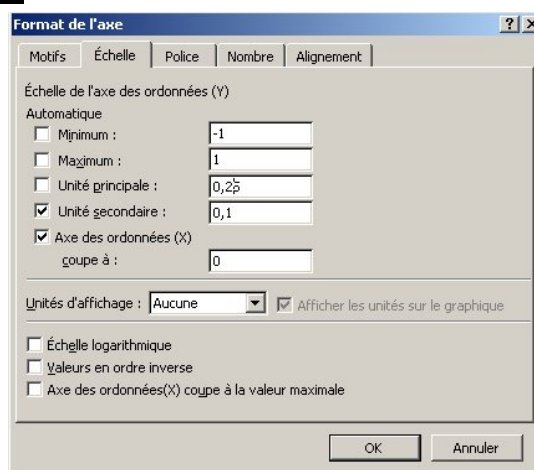 Format de l'axe
Motifs Échelle Police Nombre Alignement
Échelle de l'axe des ordonnées (Y)
Automatique
Minimum : -1
Maximum : 1
Unité principale : 0,25
Unité secondaire : 0,1
Axe des ordonnées (X)
coupe à : 0
Unités d'affichage : Aucune Afficher les unités sur le graphique
Échelle logarithmique
Valeurs en ordre inverse
Axe des ordonnées(X) coupe à la valeur maximale
OK Annuler